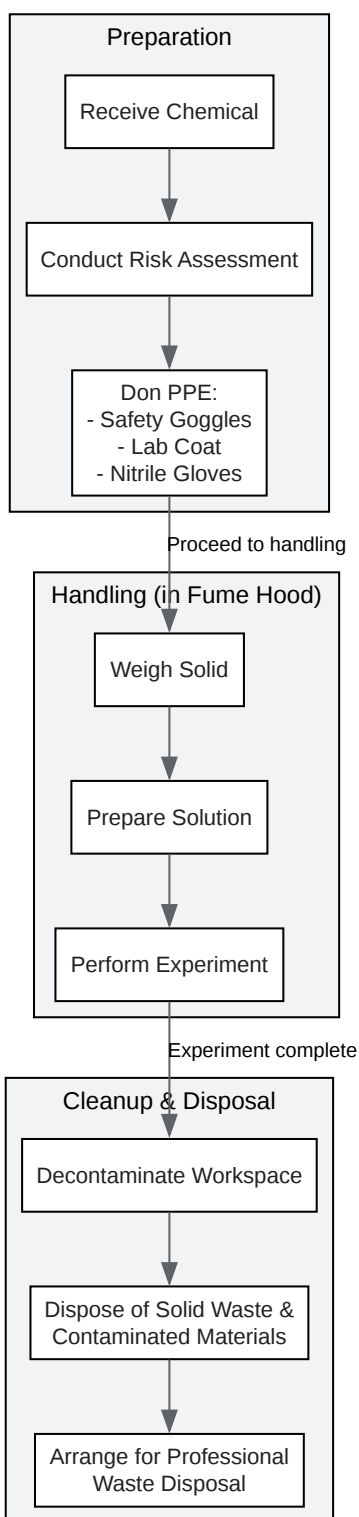 Preparation
Receive Chemical
Conduct Risk Assessment
Don PPE:
- Safety Goggles
- Lab Coat
- Nitrile Gloves
Proceed to handling
Handling (in Fume Hood)
Weigh Solid
Prepare Solution
Perform Experiment
Experiment complete
Cleanup & Disposal
Decontaminate Workspace
Dispose of Solid Waste &
Contaminated Materials
Arrange for Professional
Waste Disposal